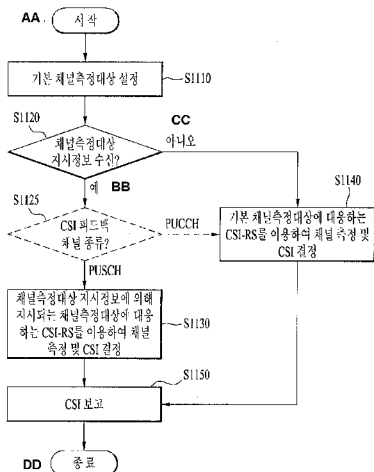 AA 시작
기본 채널측정대상 설정
S1110
S1120
채널측정대상
지시정보 수신?
CC
아니오
예 BB
S1125
CSI 피드백
채널 종류?
PUCCH
S1140
기본 채널측정대상에 대응하는
CSI-RS를 이용하여 채널 측정 및
CSI 결정
PUSCH
채널측정대상 지시정보에 의해
지시되는 채널측정대상에 대응
하는 CSI-RS를 이용하여 채널
측정 및 CSI 결정
S1130
S1150
CSI 보고
DD 종료